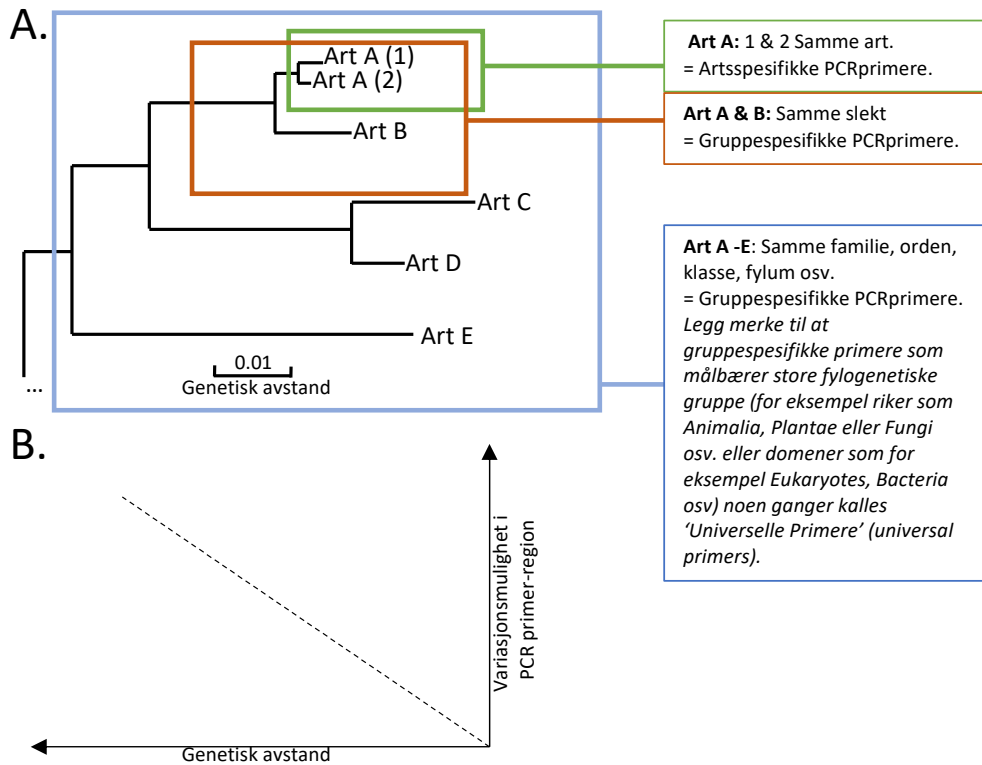 A.
Art A (1)
Art A (2)
Art B
Art C
Art D
Art E
...
0.01
Genetisk avstand
Art A: 1 & 2 Samme art.
= Artsspesifikke PCRprimere.
Art A & B: Samme slekt
= Gruppespesifikke PCRprimere.
Art A -E: Samme familie, orden,
klasse, fylum osv.
= Gruppespesifikke PCRprimere.
Legg merke til at
gruppespesifikke primere som
målbærer store fylogenetiske
gruppe (for eksempel riker som
Animalia, Plantae eller Fungi
osv. eller domener som for
eksempel Eukaryotes, Bacteria
osv) noen ganger kalles
‘Universelle Primere’ (universal
primers).
B.
Variasjonsmulighet i
PCR primer-region
Genetisk avstand